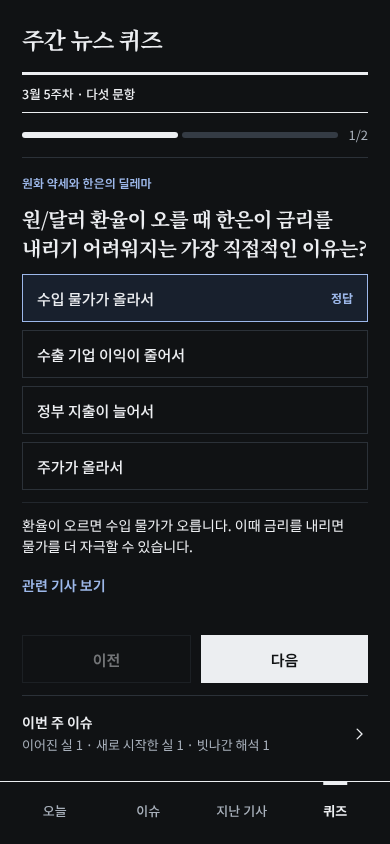 주간 뉴스 퀴즈
3월 5주차 · 다섯 문항
1/2
원화 약세와 한은의 딜레마
원/달러 환율이 오를 때 한은이 금리를
내리기 어려워지는 가장 직접적인 이유는?
수입 물가가 올라서
정답
수출 기업 이익이 줄어서
정부 지출이 늘어서
주가가 올라서
환율이 오르면 수입 물가가 오릅니다. 이때 금리를 내리면
물가를 더 자극할 수 있습니다.
관련 기사 보기
이전
다음
이번 주 이슈
이어진 실 1 · 새로 시작한 실 1 · 빗나간 해석 1
오늘
이슈
지난 기사
퀴즈